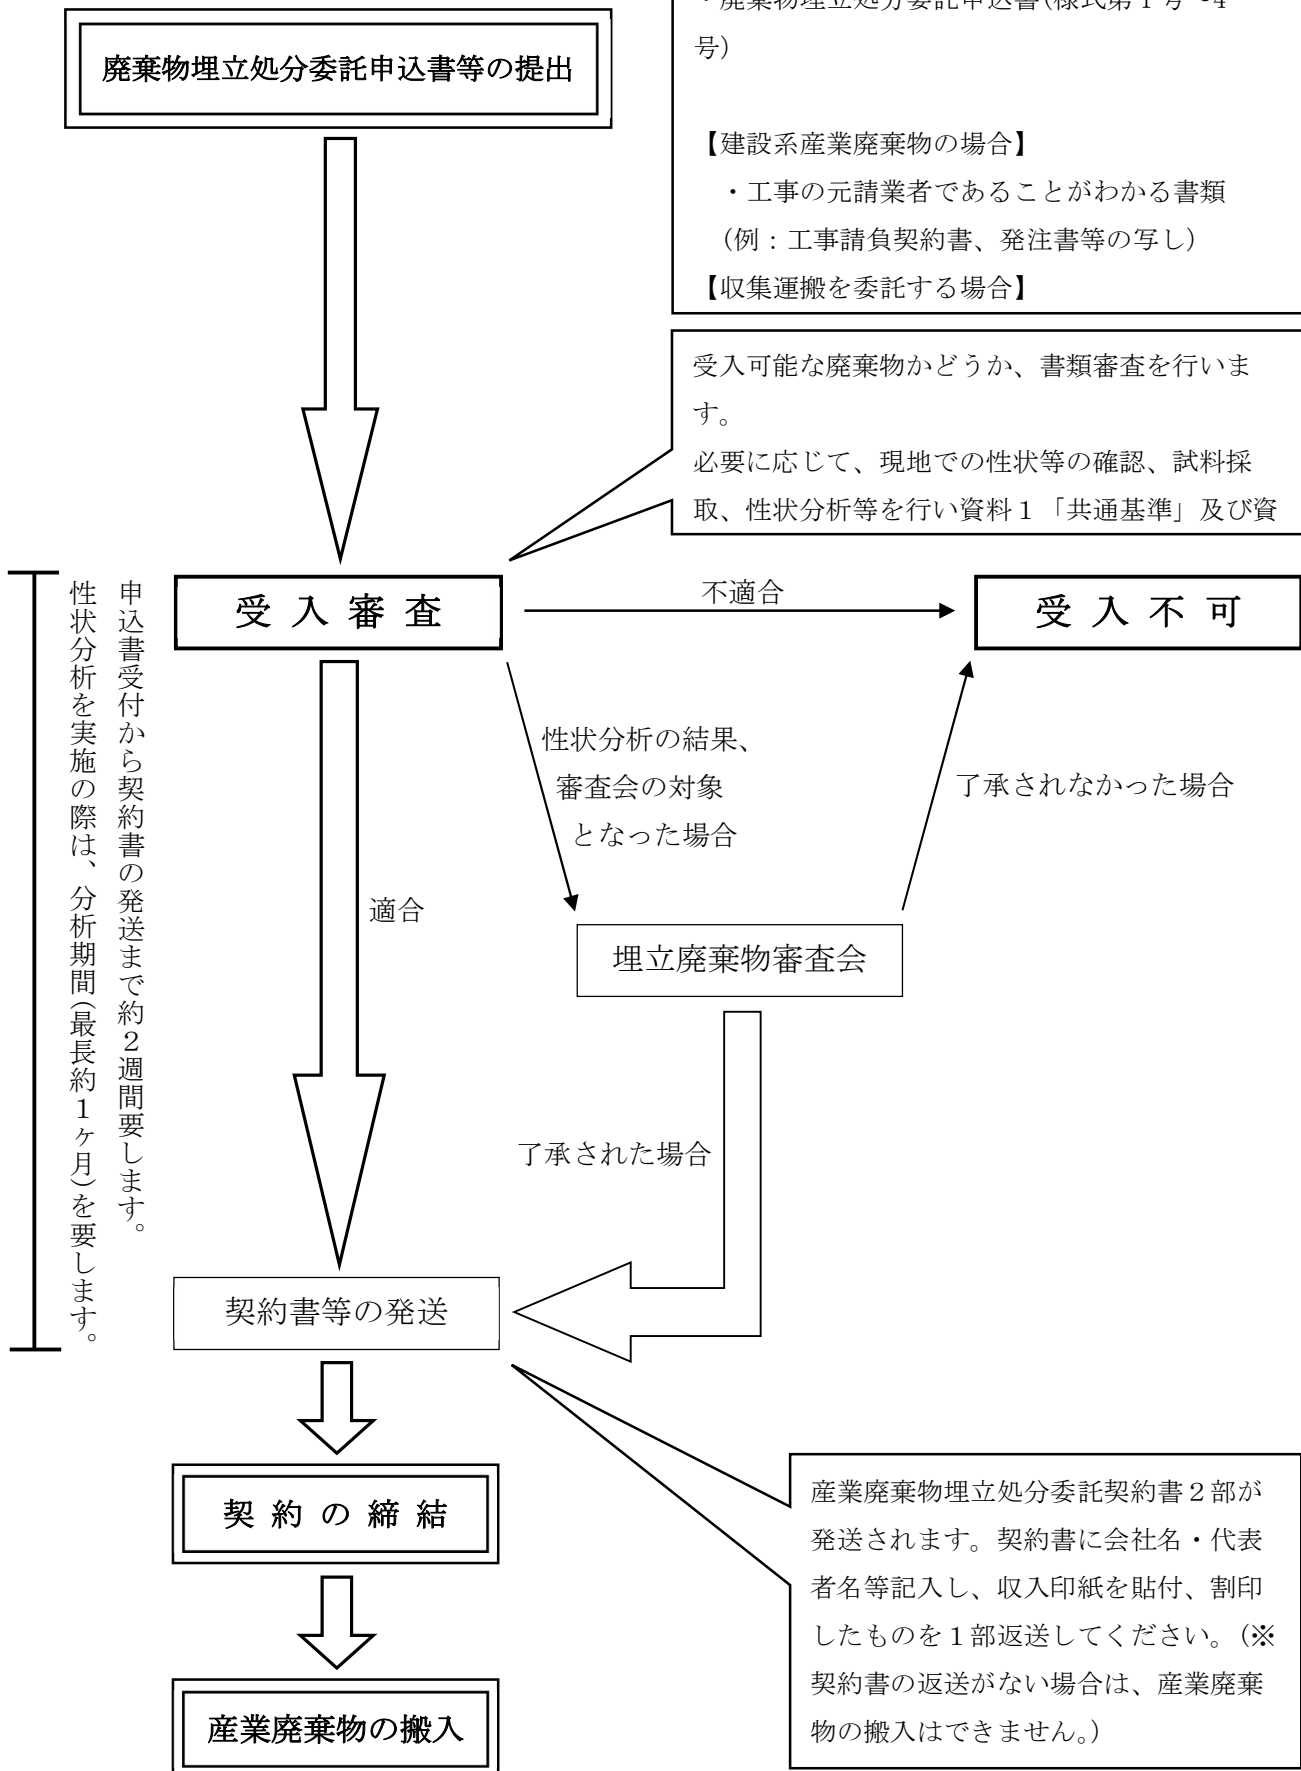 ・廃棄物埋立処分委託申込書(様式第１号~4
号)
廃棄物埋立処分委託申込書等の提出
【建設系産業廃棄物の場合】
・工事の元請業者であることがわかる書類
（例：工事請負契約書、発注書等の写し）
【収集運搬を委託する場合】
受入可能な廃棄物かどうか、書類審査を行いま
す。
必要に応じて、現地での性状等の確認、試料採
取、性状分析等を行い資料１「共通基準」及び資
受入審査
不適合
受入不可
申込書受付から契約書の発送まで約２週間要します。
性状分析を実施の際は、分析期間（最長約１ヶ月）を要します。
性状分析の結果、
審査会の対象
となった場合
了承されなかった場合
適合
埋立廃棄物審査会
了承された場合
契約書等の発送
契約の締結
産業廃棄物埋立処分委託契約書２部が
発送されます。契約書に会社名・代表
者名等記入し、収入印紙を貼付、割印
したものを１部返送してください。（※
契約書の返送がない場合は、産業廃棄
物の搬入はできません。）
産業廃棄物の搬入